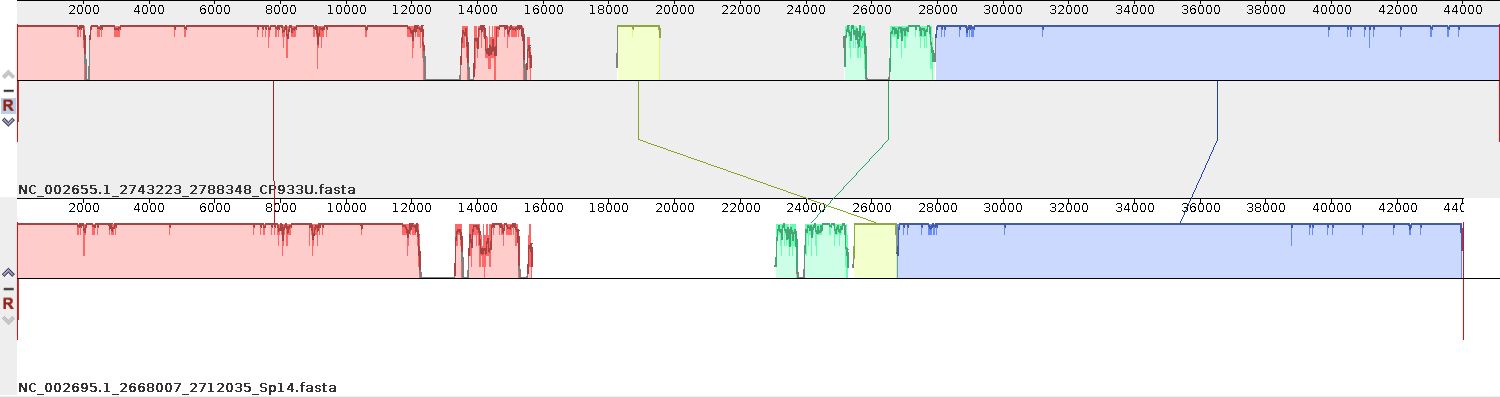 2000 4000 6000 8000 10000 12000 14000 16000 18000 20000 22000 24000 26000 28000 30000 32000 34000 36000 38000 40000 42000 44000
R
NC_002655.1_2743223_2788348_CP933U.fasta
2000 4000 6000 8000 10000 12000 14000 16000 18000 20000 22000 24000 26000 28000 30000 32000 34000 36000 38000 40000 42000
R
NC_002695.1_2668007_2712035_Sp14.fasta